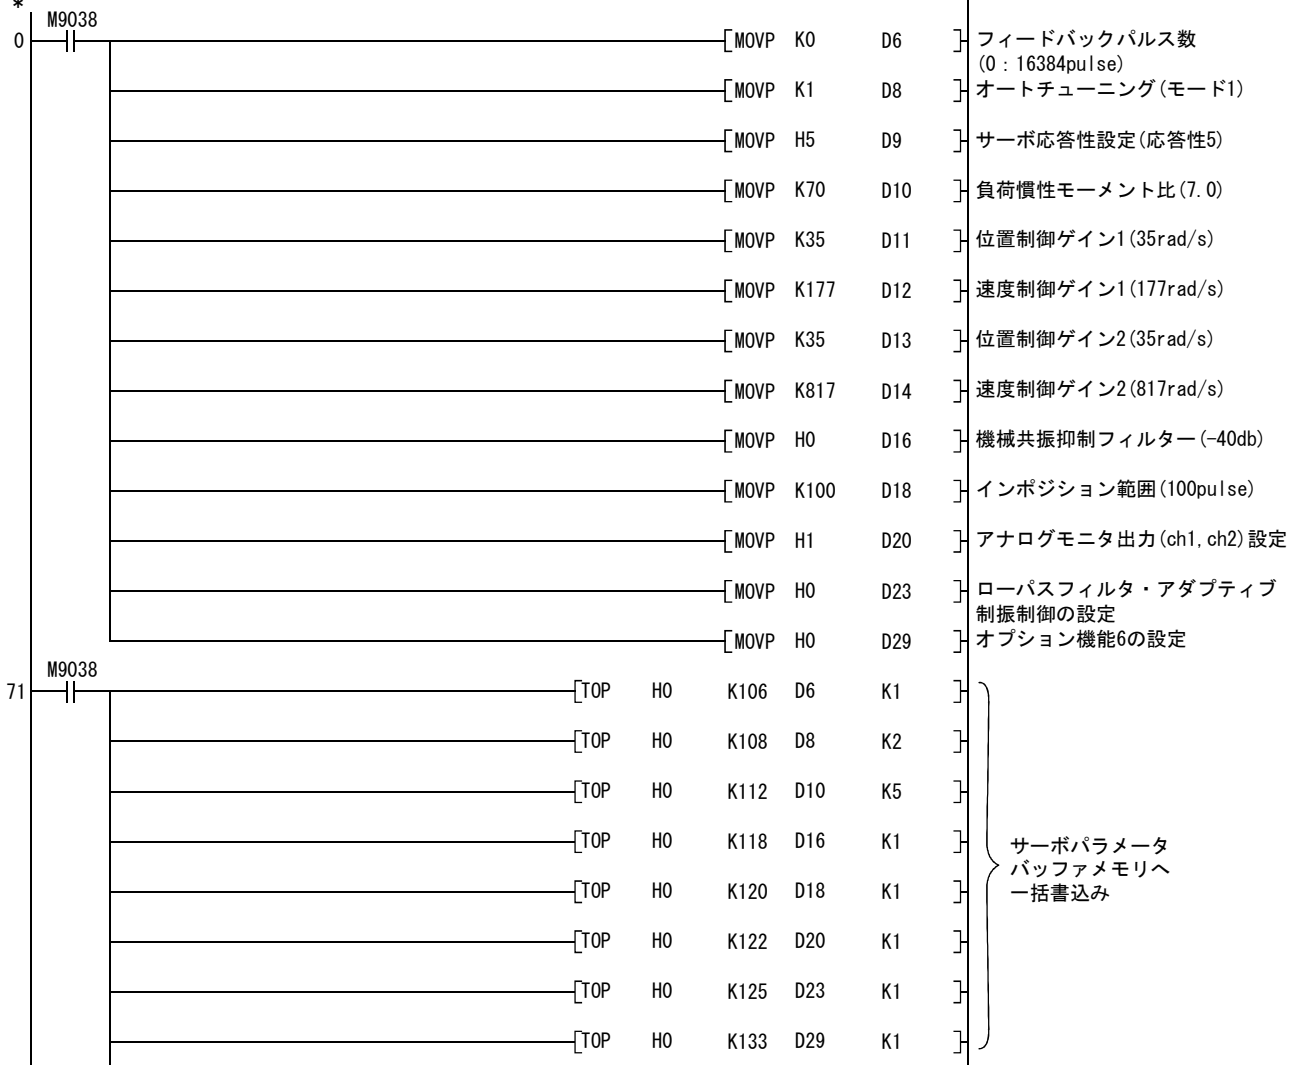 *
M9038
0 [MOVP K0 D6 ] フィードバックパルス数
(0：16384pulse)
[MOVP K1 D8 ] オートチューニング(モード1)
[MOVP H5 D9 ] サーボ応答性設定(応答性5)
[MOVP K70 D10 ] 負荷慣性モーメント比(7.0)
[MOVP K35 D11 ] 位置制御ゲイン1(35rad/s)
[MOVP K177 D12 ] 速度制御ゲイン1(177rad/s)
[MOVP K35 D13 ] 位置制御ゲイン2(35rad/s)
[MOVP K817 D14 ] 速度制御ゲイン2(817rad/s)
[MOVP H0 D16 ] 機械共振抑制フィルター(-40db)
[MOVP K100 D18 ] インポジション範囲(100pulse)
[MOVP H1 D20 ] アナログモニタ出力(ch1,ch2)設定
[MOVP H0 D23 ] ローパスフィルタ・アダプティブ
制振制御の設定
[MOVP H0 D29 ] オプション機能6の設定
M9038
71 [TOP H0 K106 D6 K1 ]
[TOP H0 K108 D8 K2 ]
[TOP H0 K112 D10 K5 ]
[TOP H0 K118 D16 K1 ]
[TOP H0 K120 D18 K1 ]
[TOP H0 K122 D20 K1 ]
[TOP H0 K125 D23 K1 ]
[TOP H0 K133 D29 K1 ]
サーボパラメータ
バッファメモリへ
一括書込み